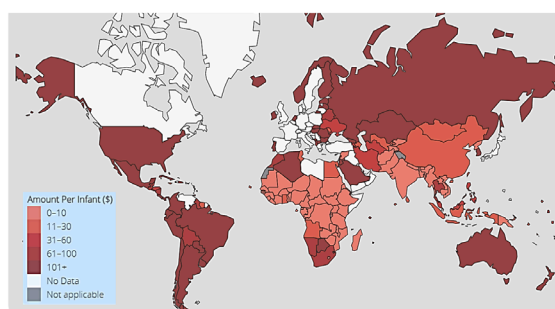 Amount Per Infant ($)
0–10
11–30
31–60
61–100
101+
No Data
Not applicable